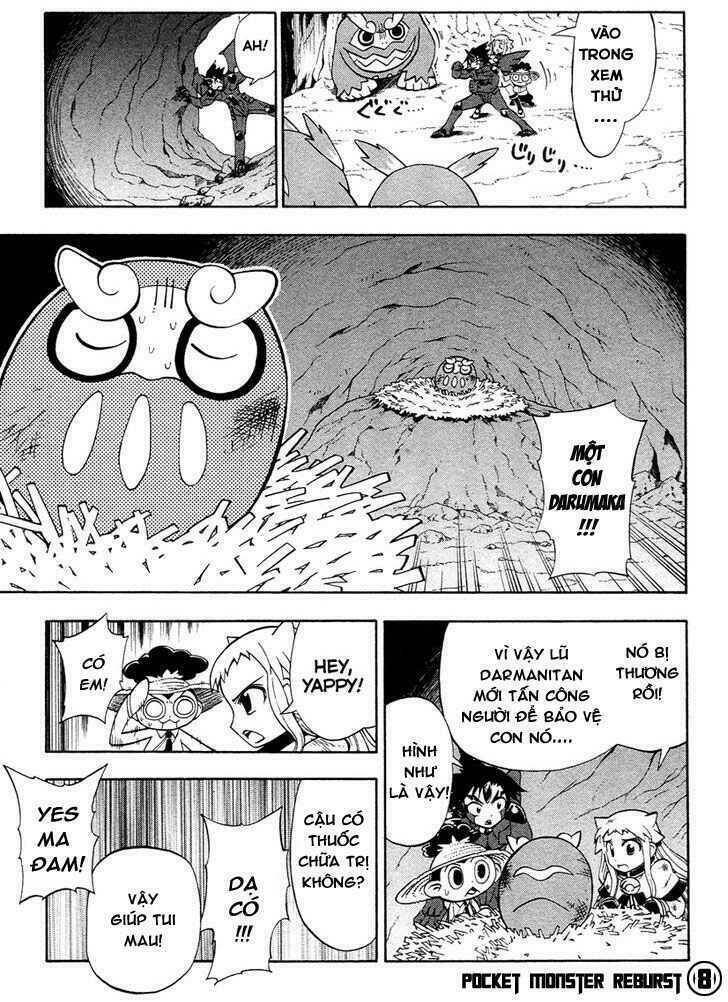 VÀO
TRONG
XEM
THỬ
....
ぐぐぐ
じりじり
AH!
MỘT
CON
DARUMAKA
!!!
NÓ BỊ
THƯƠNG
RỒI!
VÌ VẬY LŨ
DARMANITAN
MỚI TẤN CÔNG
NGƯỜI ĐỂ BẢO VỆ
CON NÓ....
HÌNH
NHƯ
LÀ VẬY!
HEY,
YAPPY!
CÓ
EM!
CẬU CÓ
THUỐC
CHỮA TRỊ
KHÔNG?
DẠ
CÓ
!!!
VẬY
GIÚP TUI
MAU!
YES
MA
ĐAM!
POCKET MONSTER REBURST 8